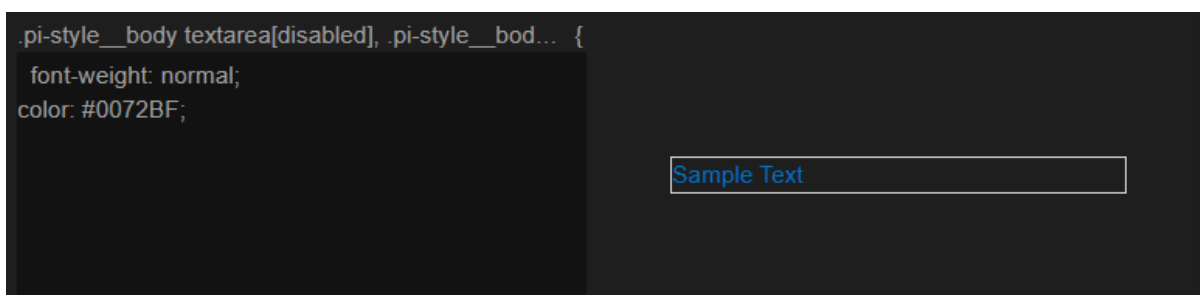 .pi-style__body textarea[disabled], .pi-style__bod... {
font-weight: normal;
color: #0072BF;
Sample Text